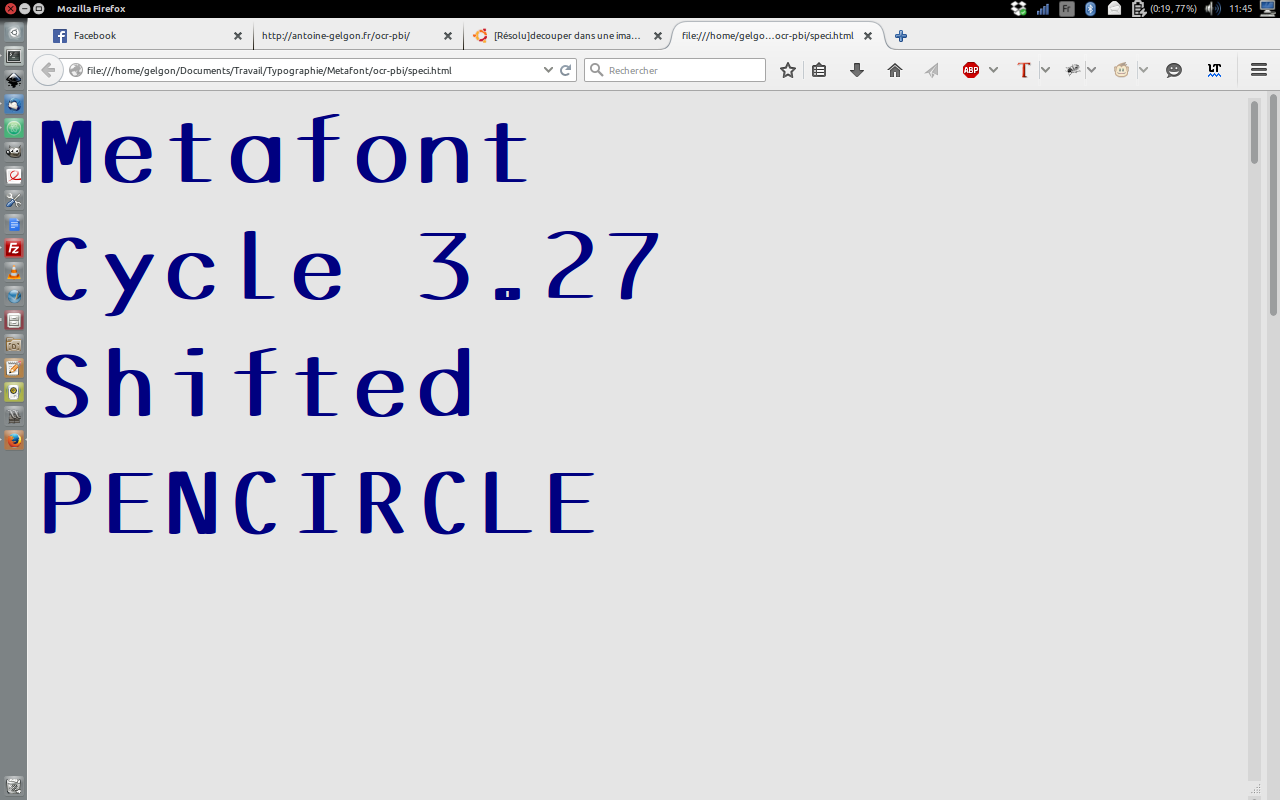 Mozilla Firefox
Fr
(0:19, 77%)
11:45
Facebook
http://antoine-gelgon.fr/ocr-pbi/
[Résolu]decouper dans une ima...
file:///home/gelgo...ocr-pbi/speci.html
file:///home/gelgon/Documents/Travail/Typographie/Metafont/ocr-pbi/speci.html
Rechercher
ABP
T
LT
Fz
Metafont
Cycle 3.27
Shifted
PENCIRCLE